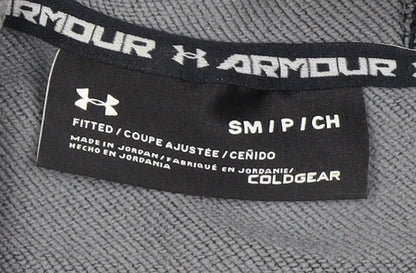 ARMOUR ARMOUR
SM / P / CH
FITTED / COUPE AJUSTÉE / CEÑIDO
MADE IN JORDAN / FABRIQUÉ EN JORDANIE/
HECHO EN JORDANIA
COLDGEAR